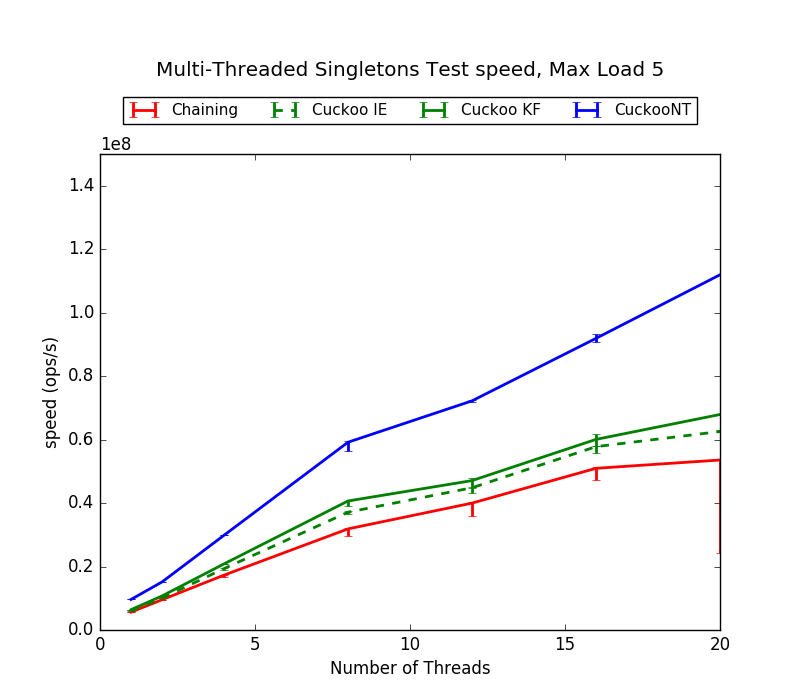 Multi-Threaded Singletons Test speed, Max Load 5
Chaining Cuckoo IE Cuckoo KF CuckooNT
1e8
1.4
1.2
1.0
0.8
0.6
0.4
0.2
0.0
speed (ops/s)
0 5 10 15 20
Number of Threads